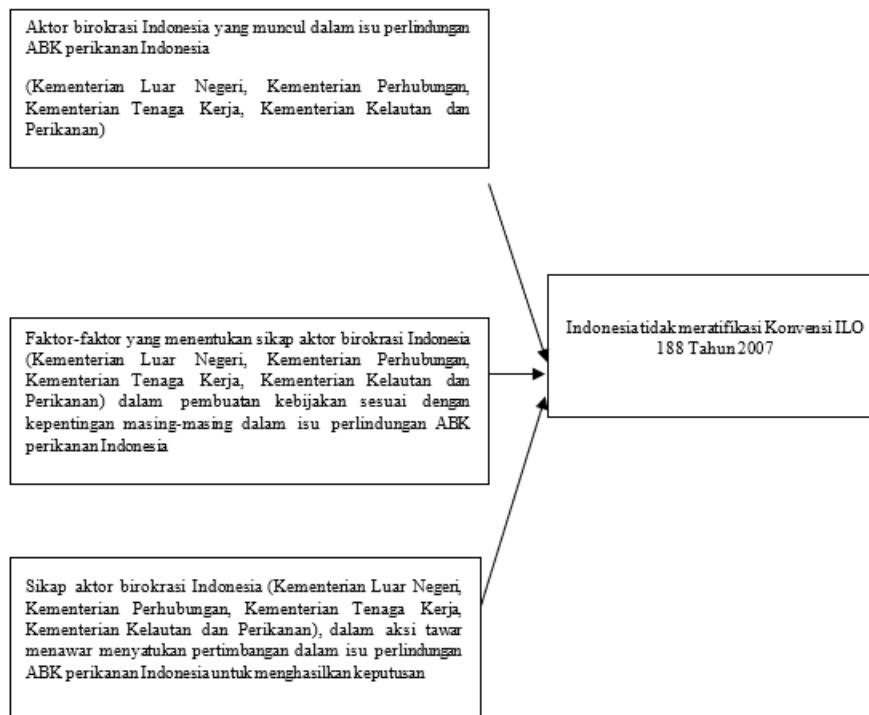 Aktor birokrasi Indonesia yang muncul dalam isu perlindungan
ABK perikanan Indonesia
(Kementerian Luar Negeri, Kementerian Perhubungan,
Kementerian Tenaga Kerja, Kementerian Kelautan dan
Perikanan)
Faktor-faktor yang menentukan sikap aktor birokrasi Indonesia
(Kementerian Luar Negeri, Kementerian Perhubungan,
Kementerian Tenaga Kerja, Kementerian Kelautan dan
Perikanan) dalam pembuatan kebijakan sesuai dengan
kepentingan masing-masing dalam isu perlindungan ABK
perikanan Indonesia
Sikap aktor birokrasi Indonesia (Kementerian Luar Negeri,
Kementerian Perhubungan, Kementerian Tenaga Kerja,
Kementerian Kelautan dan Perikanan), dalam aksi tawar
menawar menyatukan pertimbangan dalam isu perlindungan
ABK perikanan Indonesia untuk menghasilkan keputusan
Indonesia tidak meratifikasi Konvensi ILO
188 Tahun 2007